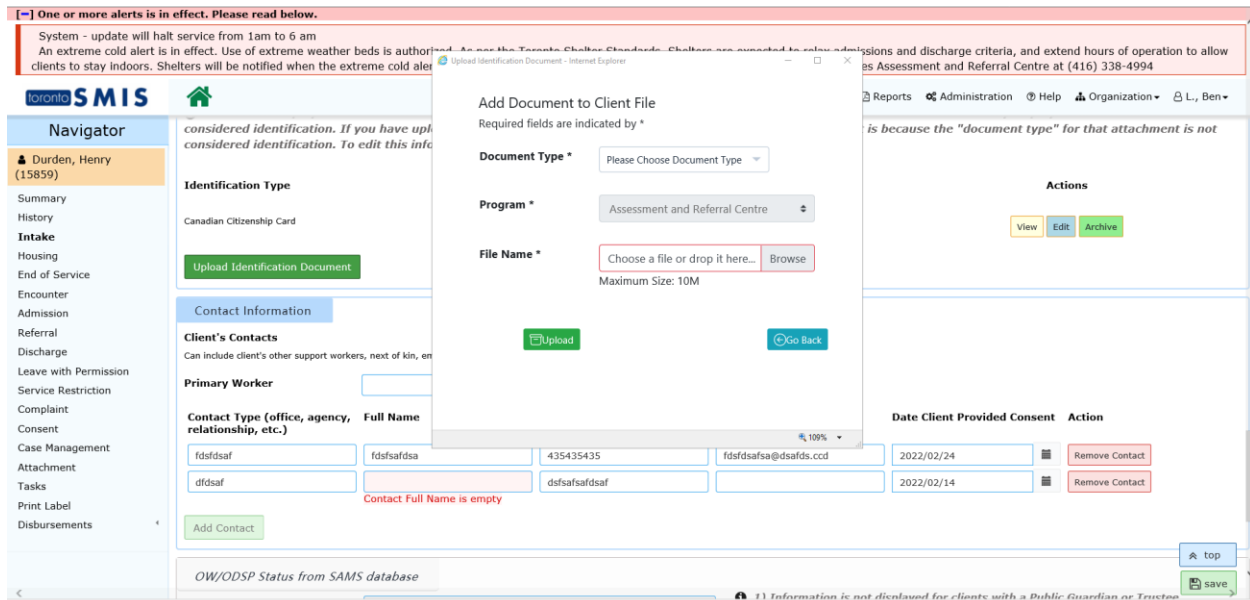 [−] One or more alerts is in effect. Please read below.
System - update will halt service from 1am to 6 am
An extreme cold alert is in effect. Use of extreme weather beds is authorized. As per the Toronto Shelter Standards, Shelters are expected to relax admissions and discharge criteria, and extend hours of operation to allow
clients to stay indoors. Shelters will be notified when the extreme cold aler
es Assessment and Referral Centre at (416) 338-4994
toronto SMIS
Reports
Administration
Help
Organization
L., Ben
Navigator
Durden, Henry
(15859)
Summary
History
Intake
Housing
End of Service
Encounter
Admission
Referral
Discharge
Leave with Permission
Service Restriction
Complaint
Consent
Case Management
Attachment
Tasks
Print Label
Disbursements
considered identification. If you have upl
is because the "document type" for that attachment is not
considered identification. To edit this info
Identification Type
Actions
Canadian Citizenship Card
View
Edit
Archive
Upload Identification Document
Upload Identification Document - Internet Explorer
Add Document to Client File
Required fields are indicated by *
Document Type *
Please Choose Document Type
Program *
Assessment and Referral Centre
File Name *
Choose a file or drop it here...
Browse
Maximum Size: 10M
Upload
Go Back
109%
Contact Information
Client's Contacts
Can include client's other support workers, next of kin, em
Primary Worker
Contact Type (office, agency,
relationship, etc.)
Full Name
Date Client Provided Consent
Action
fdsfdsaf
fdsfsafdsa
435435435
fdsfdsafsa@dsafds.ccd
2022/02/24
Remove Contact
dfdsaf
dsfsafsafdsaf
2022/02/14
Remove Contact
Contact Full Name is empty
Add Contact
top
OW/ODSP Status from SAMS database
save
1) Information is not displayed for clients with a Public Guardian or Trustee